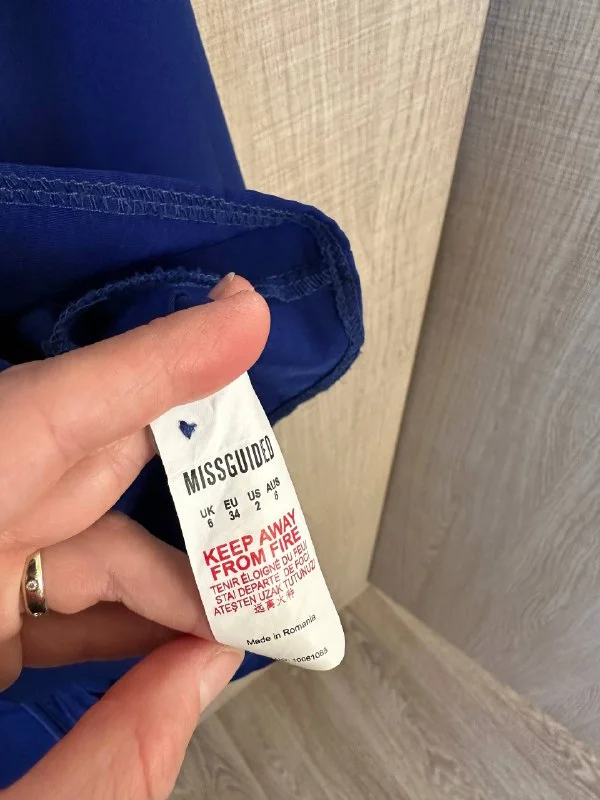 MISSGUIDED
UK EU US AUS
6 34 2 6
KEEP AWAY
FROM FIRE
TENIR ÉLOIGNÉ DU FEU
STAI DEPARTE DE FOC!
ATEŞTEN UZAK TUTUNUZ!
远离火种
Made in Romania